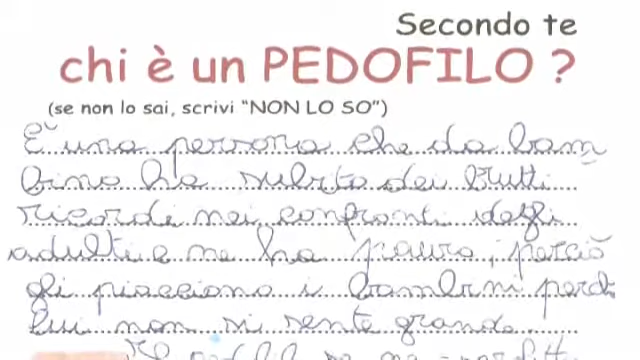 Secondo te
chi è un PEDOFILO ?
(se non lo sai, scrivi "NON LO SO")
È una persona che da bam
bino ha subito dei brutti
ricordi nei confronti degli
adulti e ne ha paura, perciò
gli piacciono i bambini perch
lui non si sente grande.